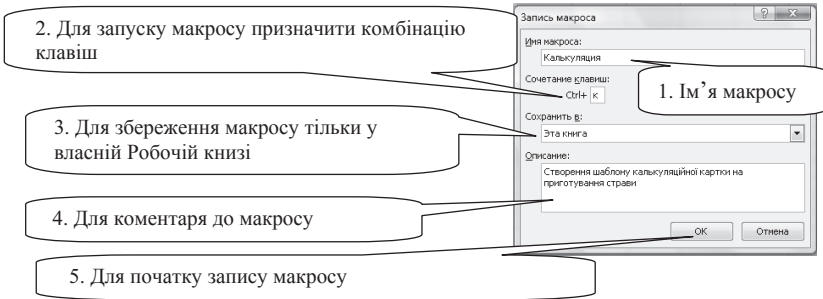 2. Для запуску макросу призначити комбінацію
клавіш
3. Для збереження макросу тільки у
власній Робочій книзі
4. Для коментаря до макросу
5. Для початку запису макросу
Запись макроса
Имя макроса:
Калькуляция
Сочетание клавиш:
Ctrl+ к
1. Ім’я макросу
Сохранить в:
Эта книга
Описание:
Створення шаблону калькуляційної картки на
приготування страви
ОК Отмена